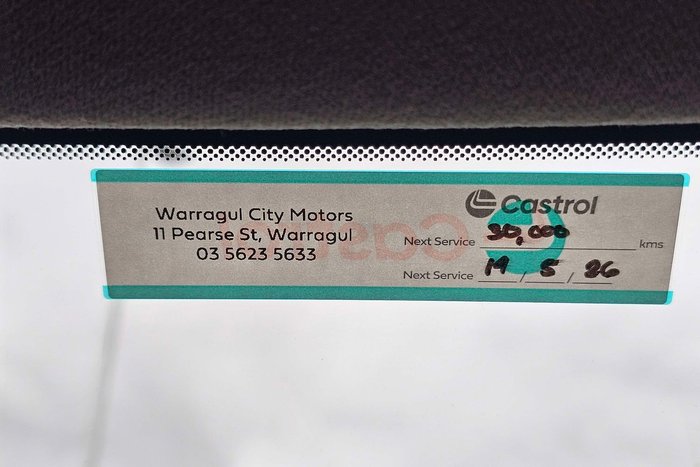 Warragul City Motors
11 Pearse St, Warragul
03 5623 5633
Castrol
Next Service 30,000 kms
Next Service 19 / 5 / 26